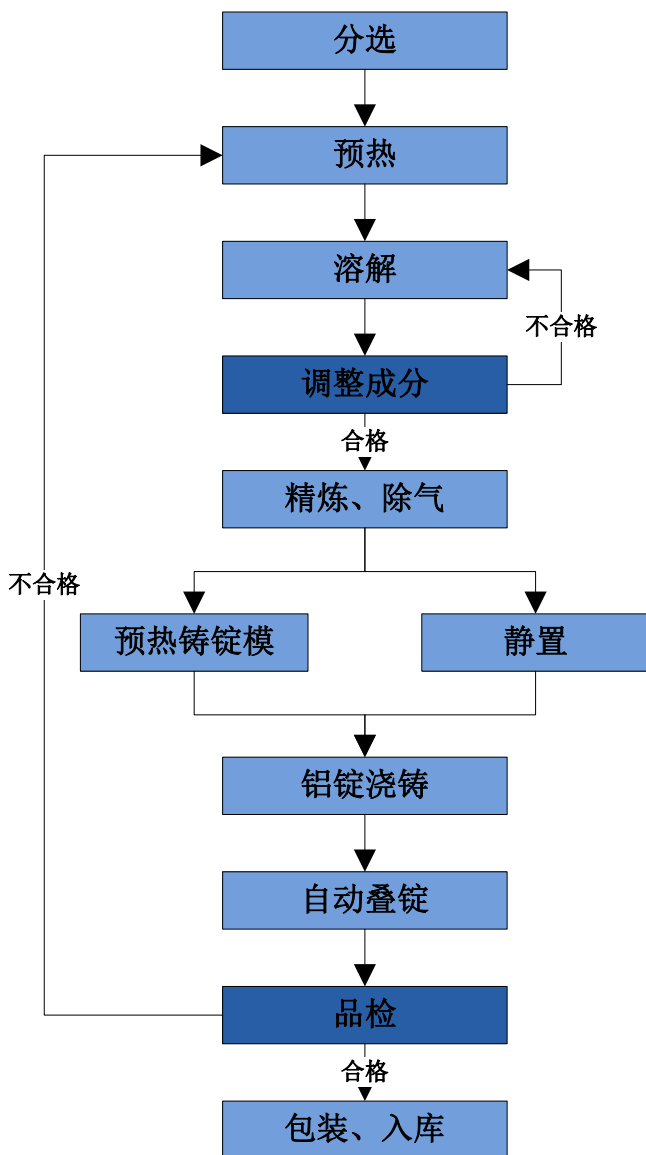 分选
预热
溶解
不合格
调整成分
合格
精炼、除气
不合格
预热铸锭模
静置
铝锭浇铸
自动叠锭
品检
合格
包装、入库